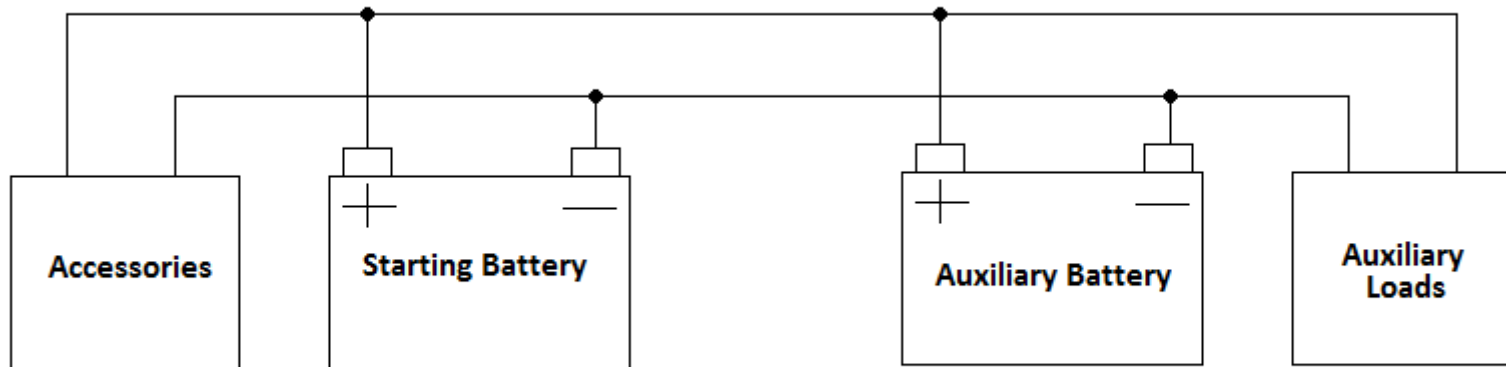 +
—
+
—
Accessories
Starting Battery
Auxiliary Battery
Auxiliary
Loads